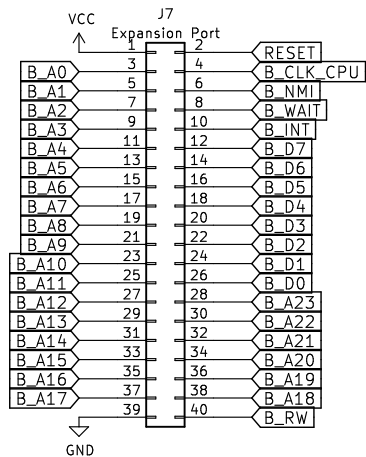 J7
VCC
Expansion Port
1 2 RESET
B_A0 3 4 B_CLK_CPU
B_A1 5 6 B_NMI
B_A2 7 8 B_WAIT
B_A3 9 10 B_INT
B_A4 11 12 B_D7
B_A5 13 14 B_D6
B_A6 15 16 B_D5
B_A7 17 18 B_D4
B_A8 19 20 B_D3
B_A9 21 22 B_D2
B_A10 23 24 B_D1
B_A11 25 26 B_D0
B_A12 27 28 B_A23
B_A13 29 30 B_A22
B_A14 31 32 B_A21
B_A15 33 34 B_A20
B_A16 35 36 B_A19
B_A17 37 38 B_A18
39 40 B_RW
GND